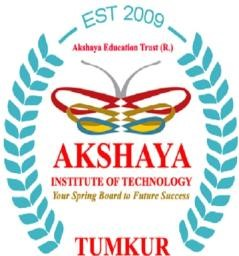 EST 2009
Akshaya Education Trust (R.)
AKSHAYA
INSTITUTE OF TECHNOLOGY
Your Spring Board to Future Success
TUMKUR